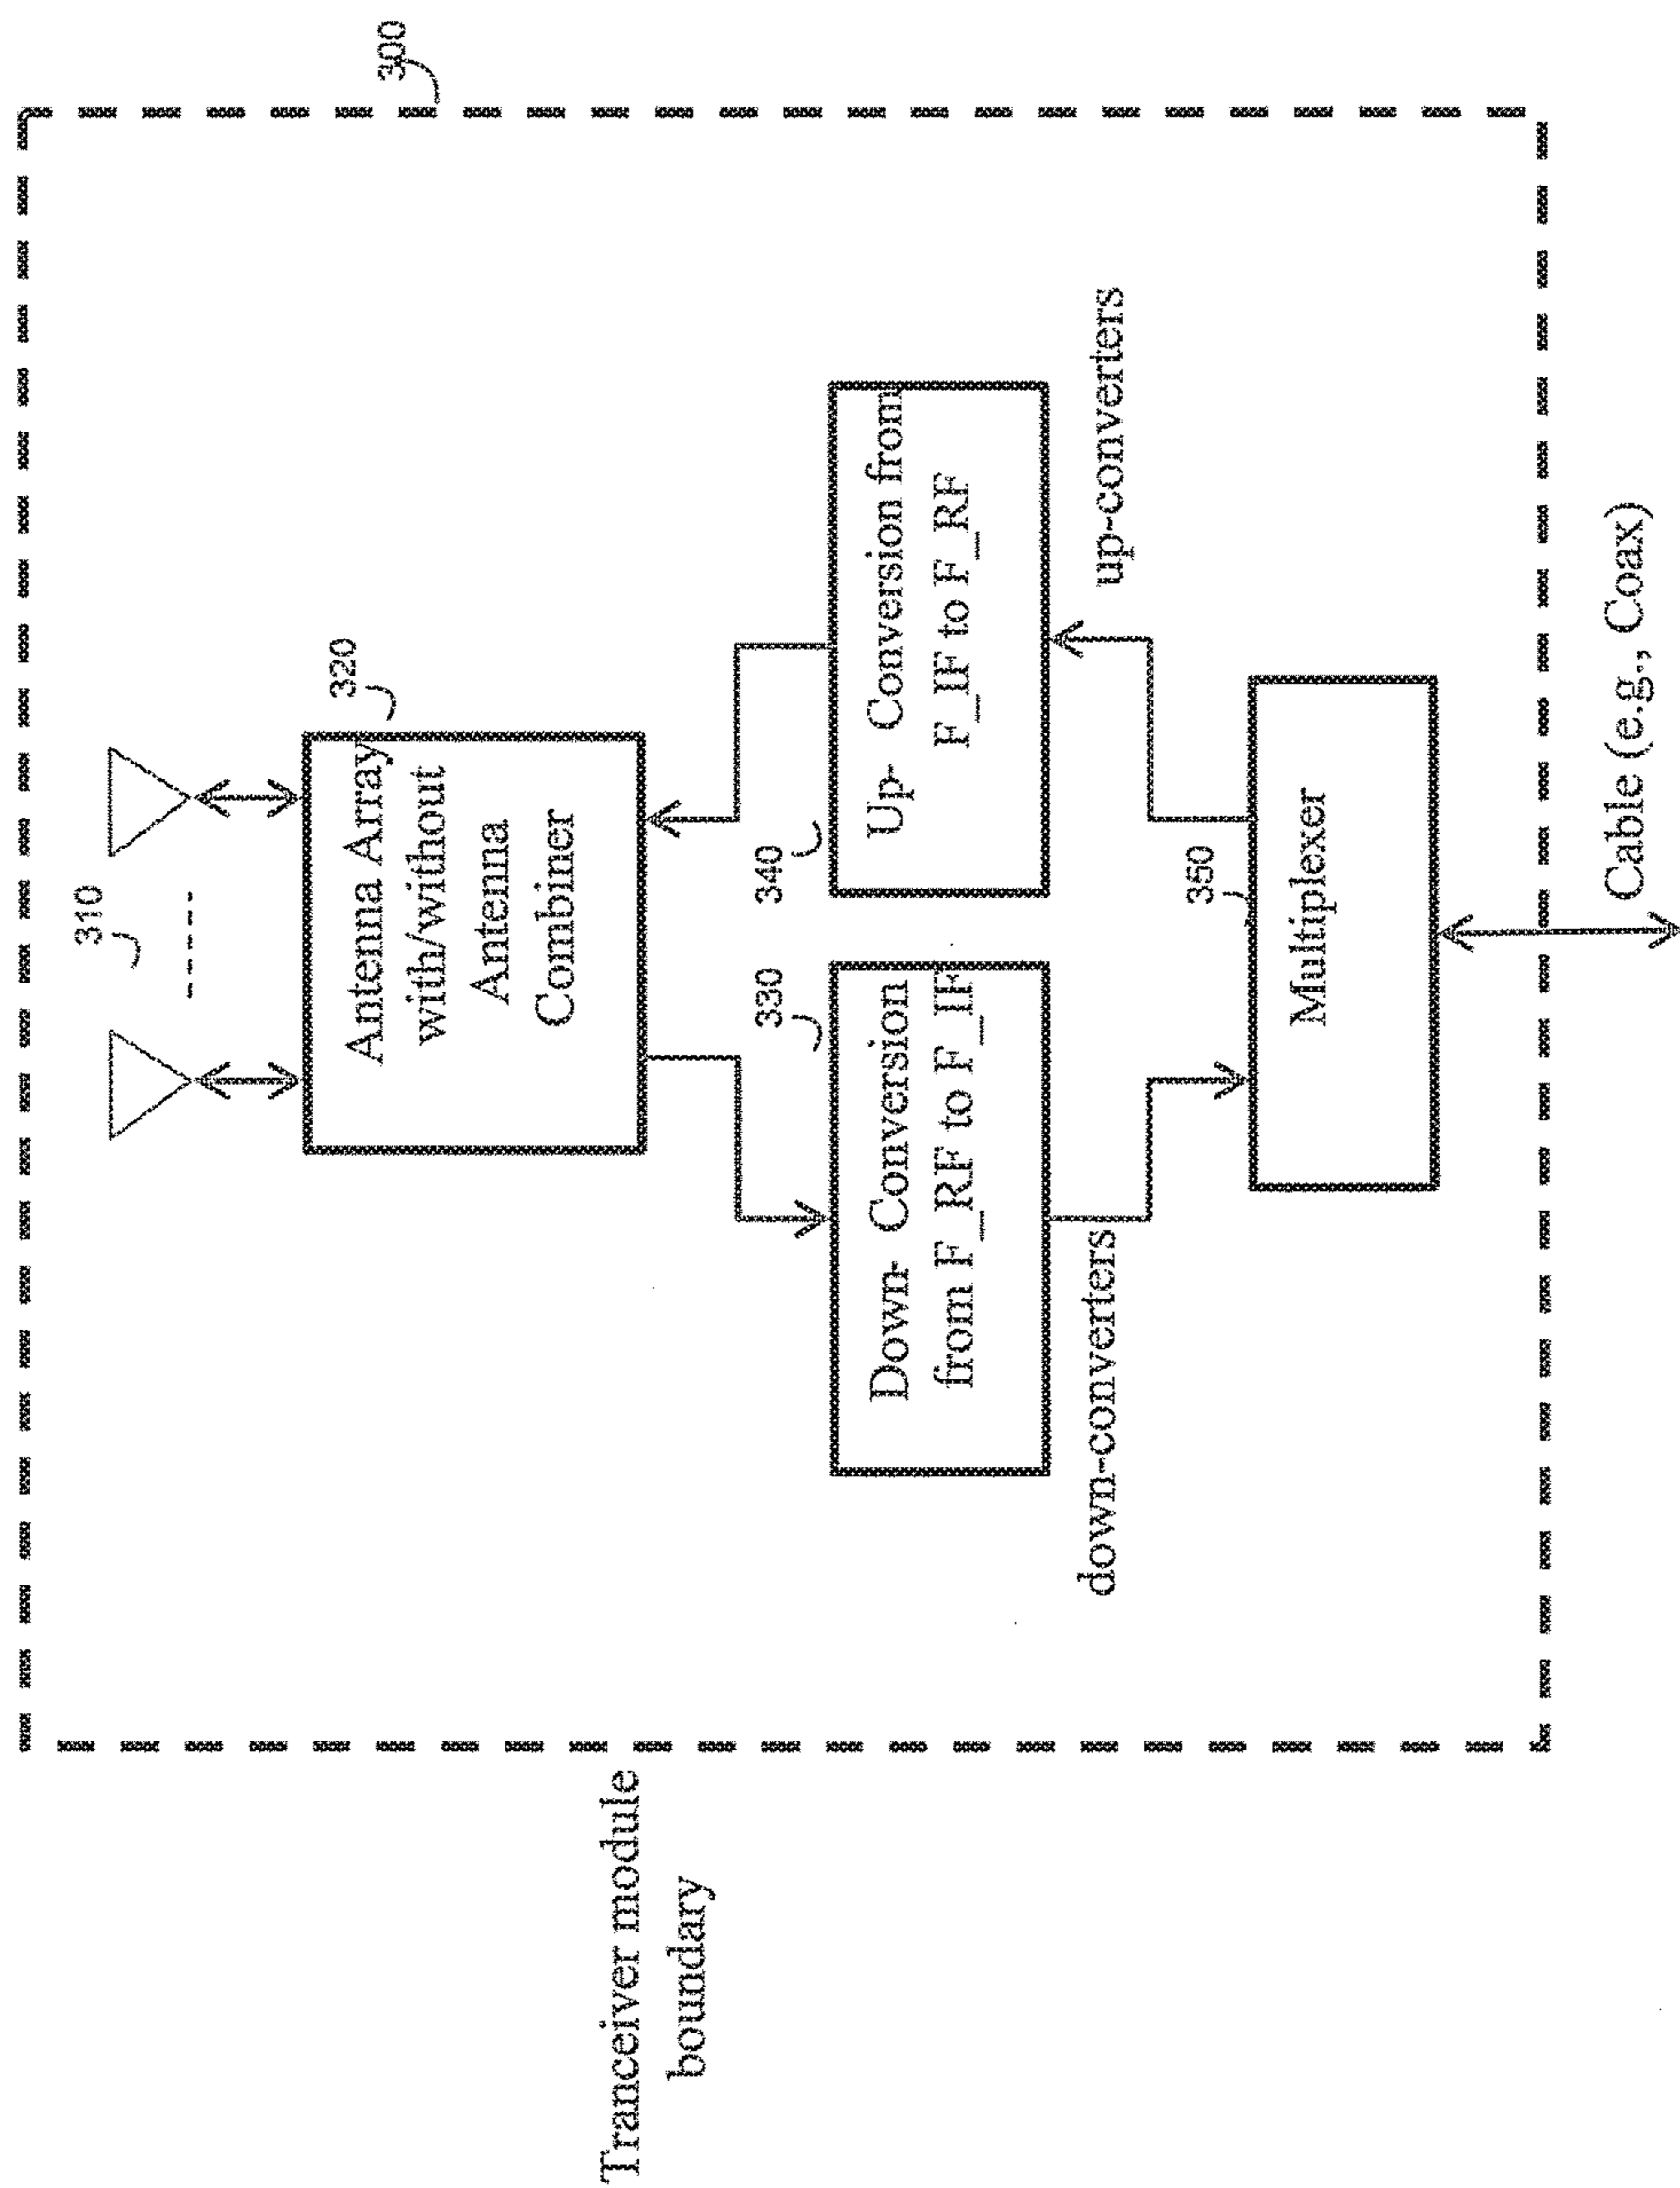 300
310
320
Antenna Array
with/without
Antenna
Combiner
Tranceiver module
boundary
330
340
Down- Conversion
from F_RF to F_IF
Up- Conversion from
F_IF to F_RF
down-converters
up-converters
350
Multiplexer
Cable (e.g., Coax)